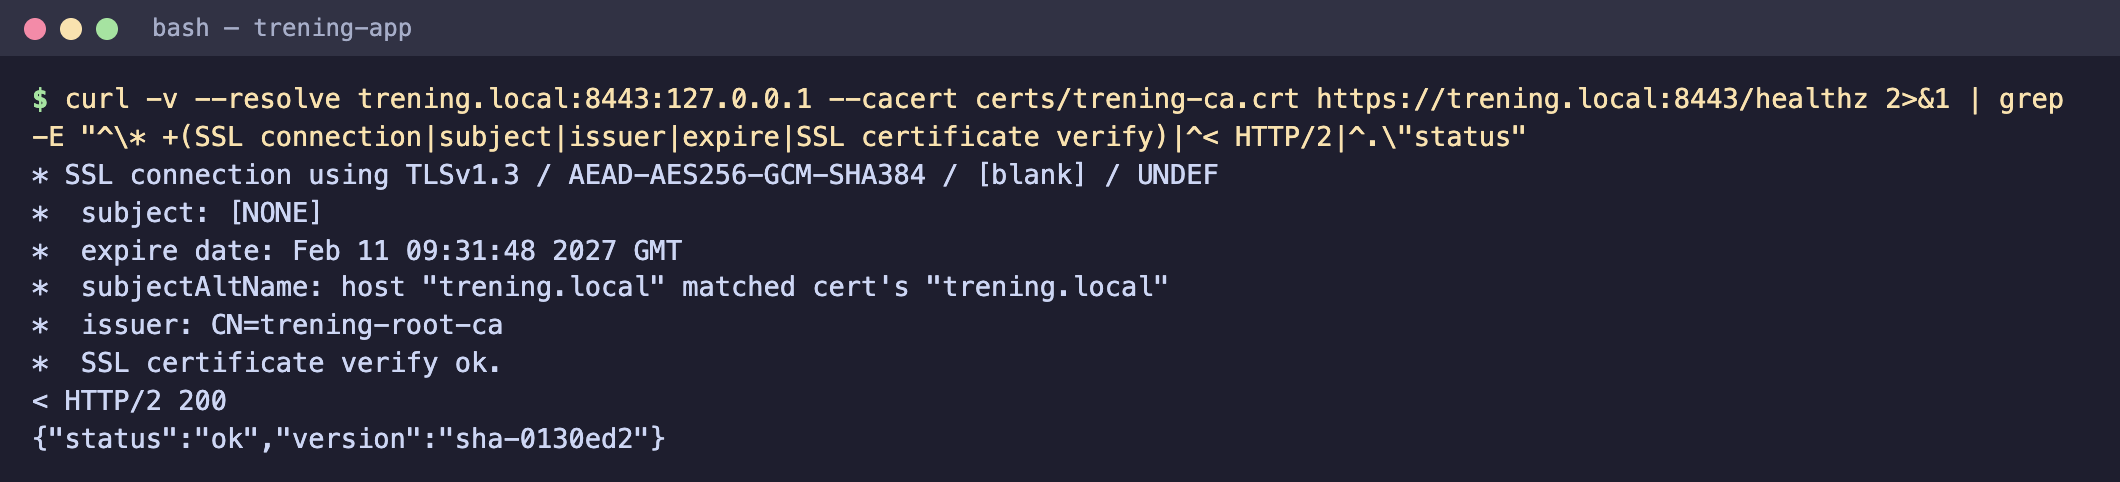 bash — trening-app
$ curl -v --resolve trening.local:8443:127.0.0.1 --cacert certs/trening-ca.crt https://trening.local:8443/healthz 2>&1 | grep
-E "^\* +(SSL connection|subject|issuer|expire|SSL certificate verify)|^< HTTP/2|^.\"status"
* SSL connection using TLSv1.3 / AEAD-AES256-GCM-SHA384 / [blank] / UNDEF
*  subject: [NONE]
*  expire date: Feb 11 09:31:48 2027 GMT
*  subjectAltName: host "trening.local" matched cert's "trening.local"
*  issuer: CN=trening-root-ca
*  SSL certificate verify ok.
< HTTP/2 200
{"status":"ok","version":"sha-0130ed2"}